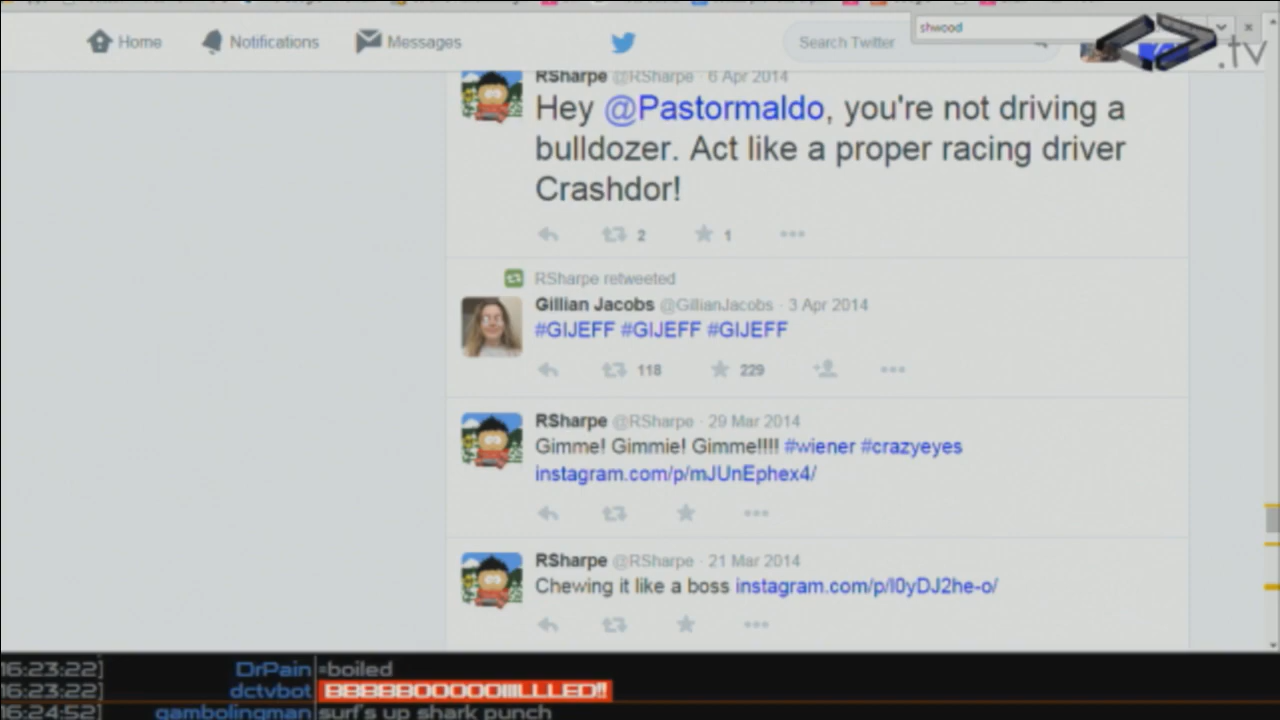 Home Notifications Messages Search Twitter shwood
.tv
RSharpe @RSharpe · 6 Apr 2014
Hey @Pastormaldo, you're not driving a
bulldozer. Act like a proper racing driver
Crashdor!
2 1
RSharpe retweeted
Gillian Jacobs @GillianJacobs · 3 Apr 2014
#GIJEFF #GIJEFF #GIJEFF
118 229
RSharpe @RSharpe · 29 Mar 2014
Gimme! Gimmie! Gimme!!!! #wiener #crazyeyes
instagram.com/p/mJUnEphex4/
RSharpe @RSharpe · 21 Mar 2014
Chewing it like a boss instagram.com/p/l0yDJ2he-o/
16:23:22] DrPain =boiled
16:23:22] dctvbot BBBBBOOOOOIIIILLLED!!
16:24:52] gambolingman surf's up shark punch